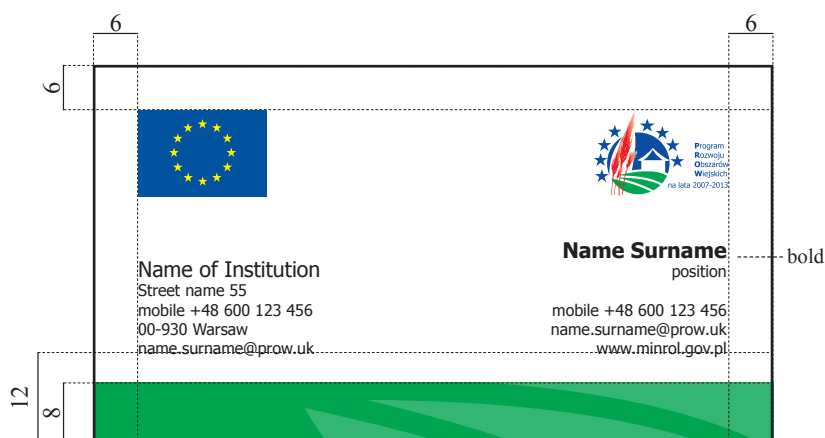 6
6
6
Program
Rozwoju
Obszarów
Wiejskich
na lata 2007-2013
Name Surname
position
bold
Name of Institution
Street name 55
mobile +48 600 123 456
00-930 Warsaw
name.surname@prow.uk
mobile +48 600 123 456
name.surname@prow.uk
www.minrol.gov.pl
12
8